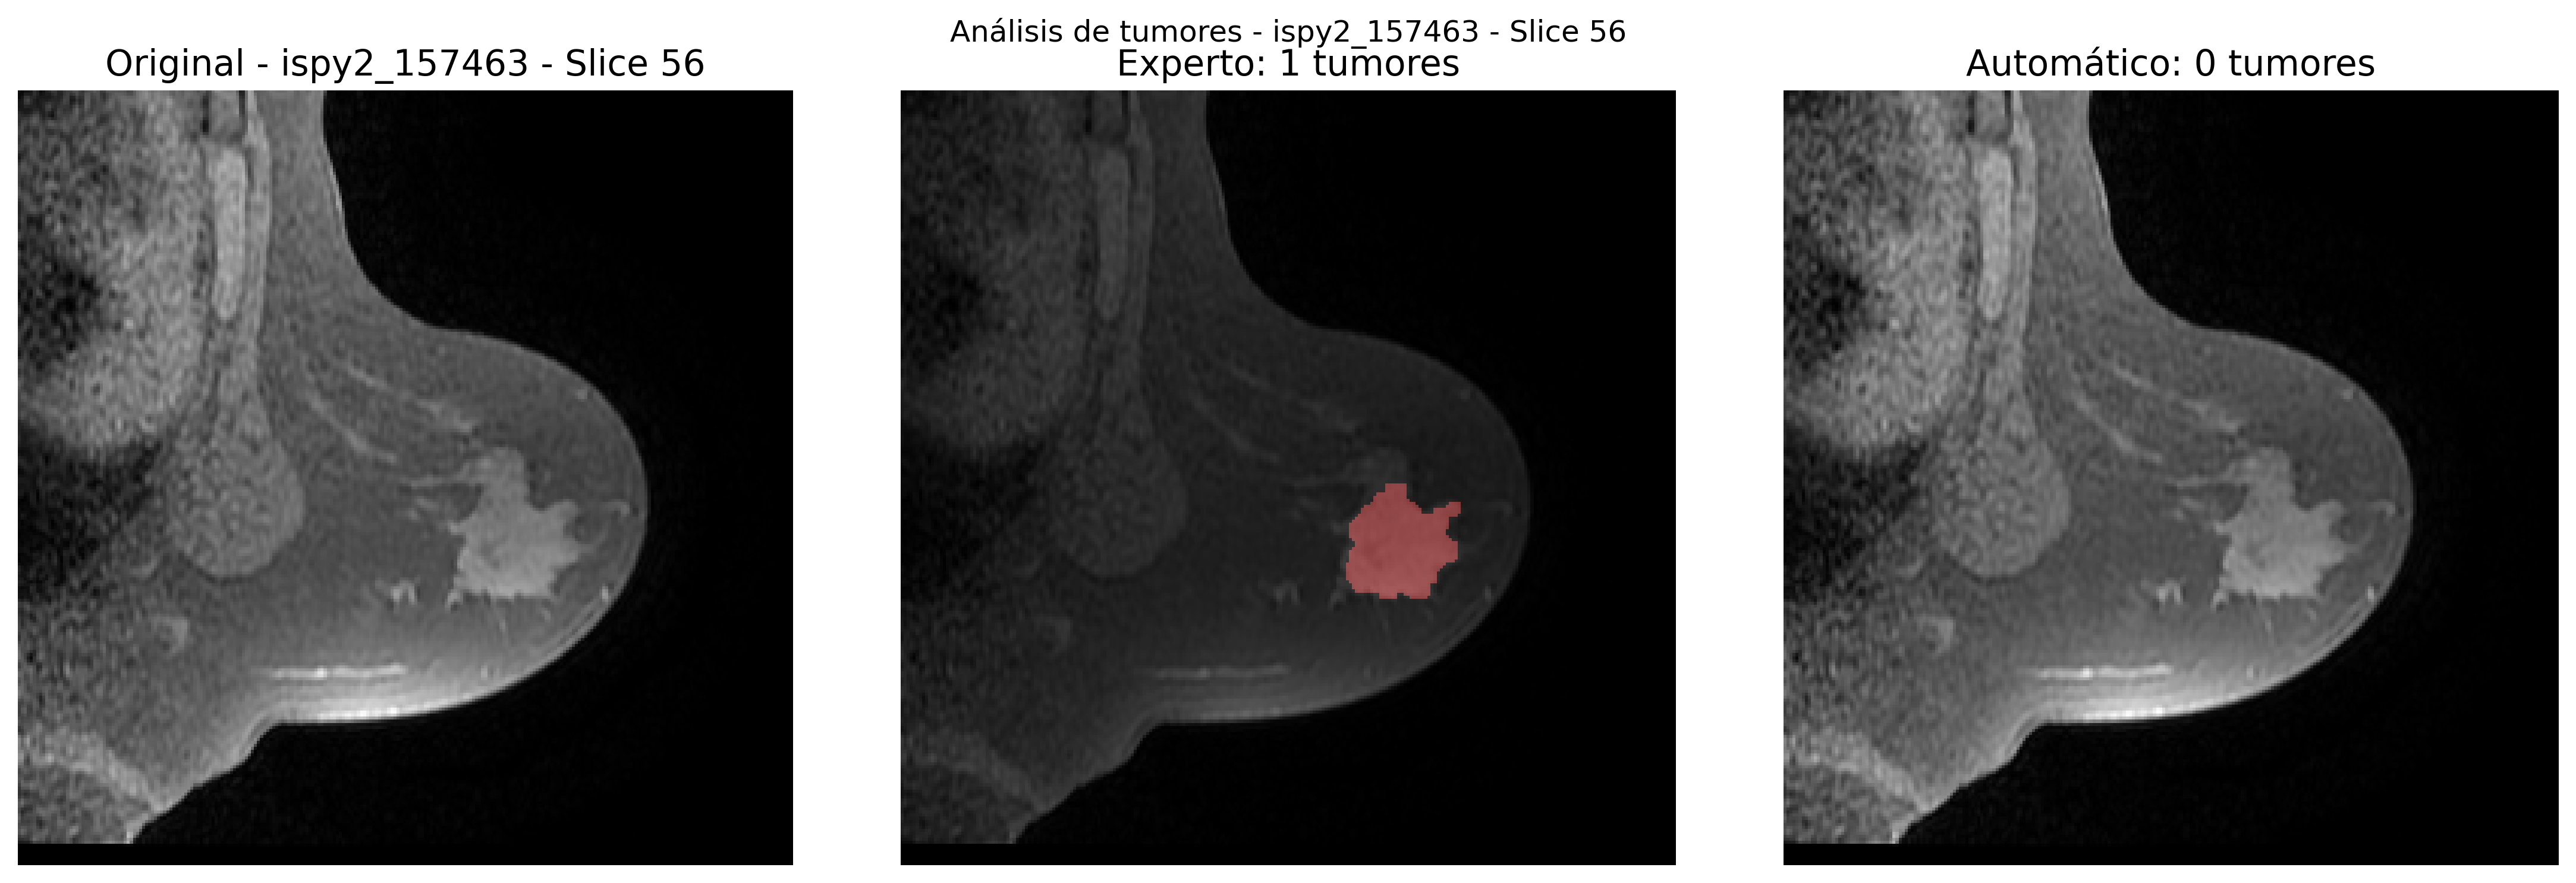 Análisis de tumores - ispy2_157463 - Slice 56
Original - ispy2_157463 - Slice 56
Experto: 1 tumores
Automático: 0 tumores